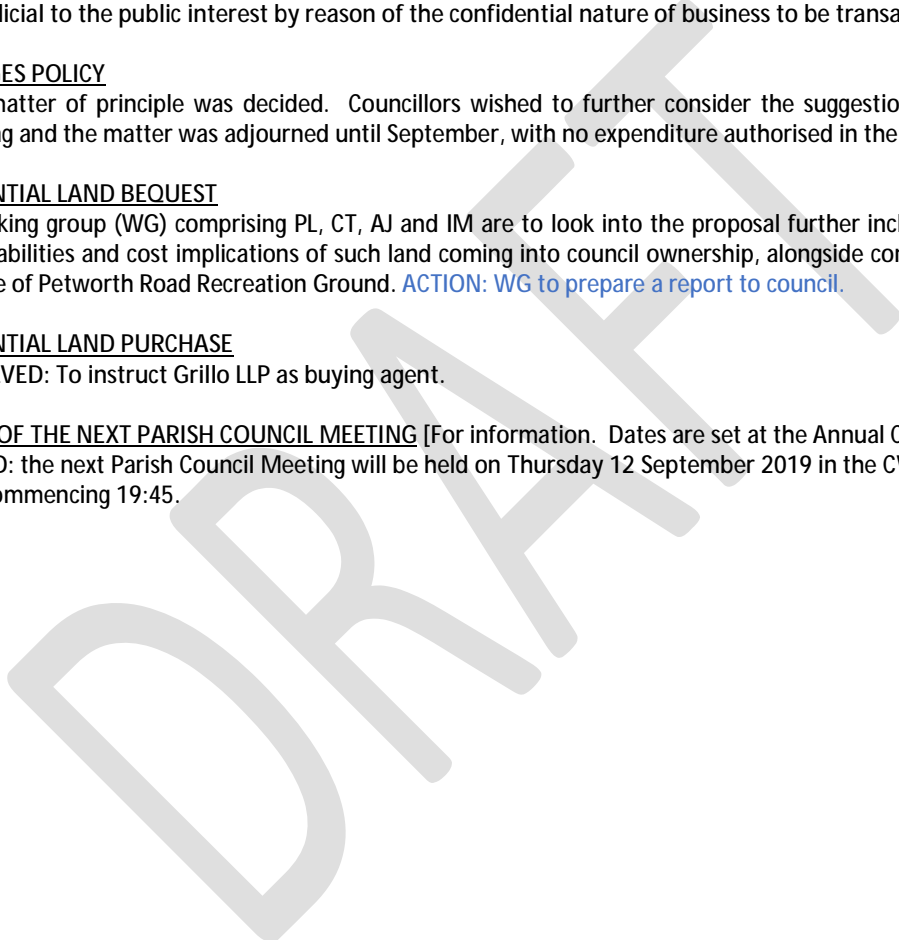 dicial to the public interest by reason of the confidential nature of business to be transa
ES POLICY
natter of principle was decided. Councillors wished to further consider the suggestio
g and the matter was adjourned until September, with no expenditure authorised in the
NTIAL LAND BEQUEST
king group (WG) comprising PL, CT, AJ and IM are to look into the proposal further incl
abilities and cost implications of such land coming into council ownership, alongside con
e of Petworth Road Recreation Ground. ACTION: WG to prepare a report to council.
NTIAL LAND PURCHASE
VED: To instruct Grillo LLP as buying agent.
OF THE NEXT PARISH COUNCIL MEETING [For information. Dates are set at the Annual C
D: the next Parish Council Meeting will be held on Thursday 12 September 2019 in the CV
ommencing 19:45.
DRAFT